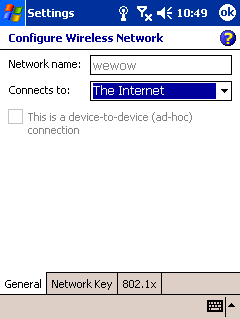 Settings 10:49 ok
Configure Wireless Network
Network name: wewow
Connects to: The Internet
This is a device-to-device (ad-hoc)
connection
General Network Key 802.1x